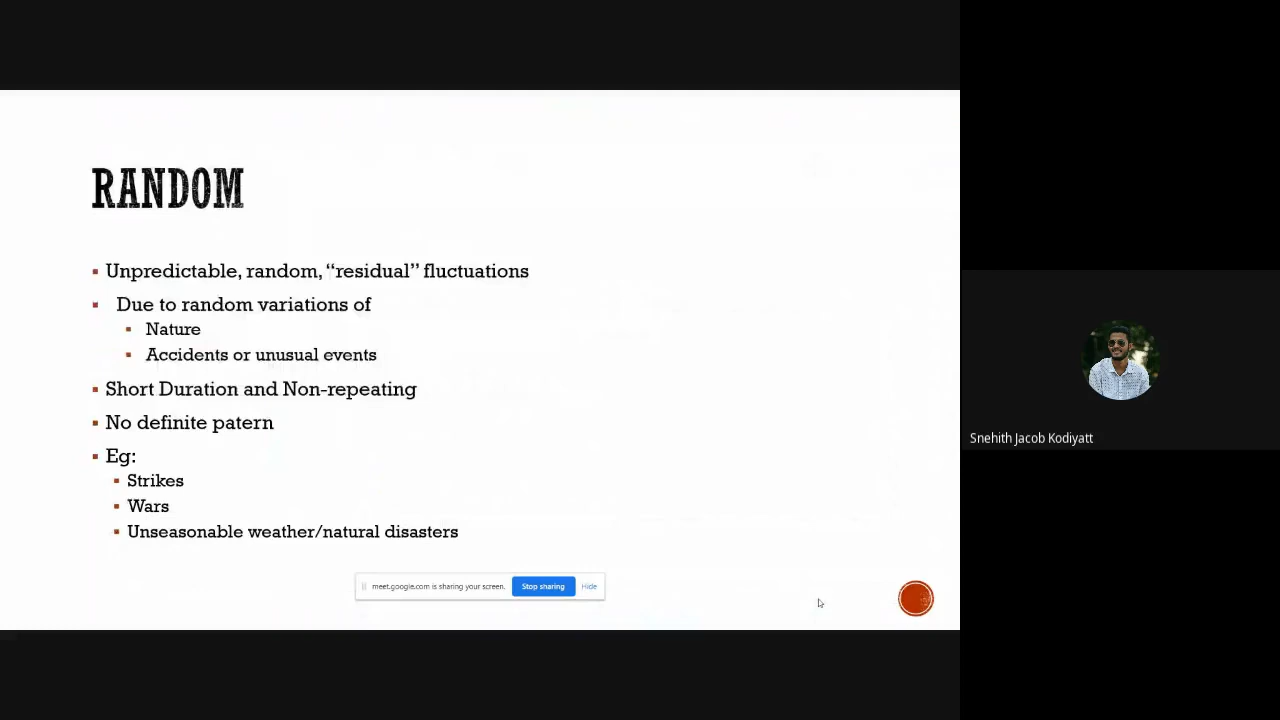 RANDOM
Unpredictable, random, “residual” fluctuations
Due to random variations of
Nature
Accidents or unusual events
Short Duration and Non-repeating
No definite patern
Eg:
Strikes
Wars
Unseasonable weather/natural disasters
meet.google.com is sharing your screen. Stop sharing Hide
Snehith Jacob Kodiyatt